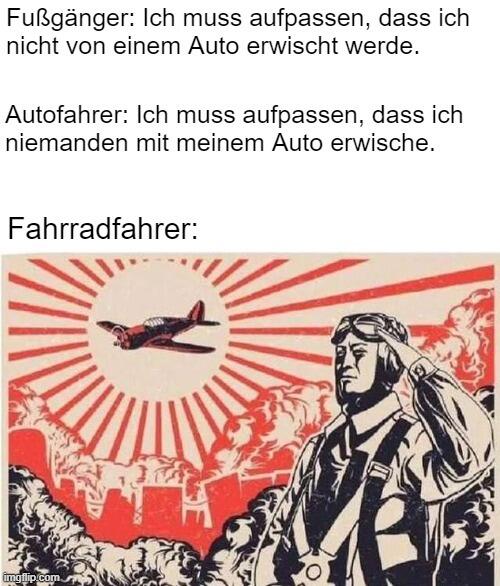 Fußgänger: Ich muss aufpassen, dass ich
nicht von einem Auto erwischt werde.
Autofahrer: Ich muss aufpassen, dass ich
niemanden mit meinem Auto erwische.
Fahrradfahrer:
imgflip.com